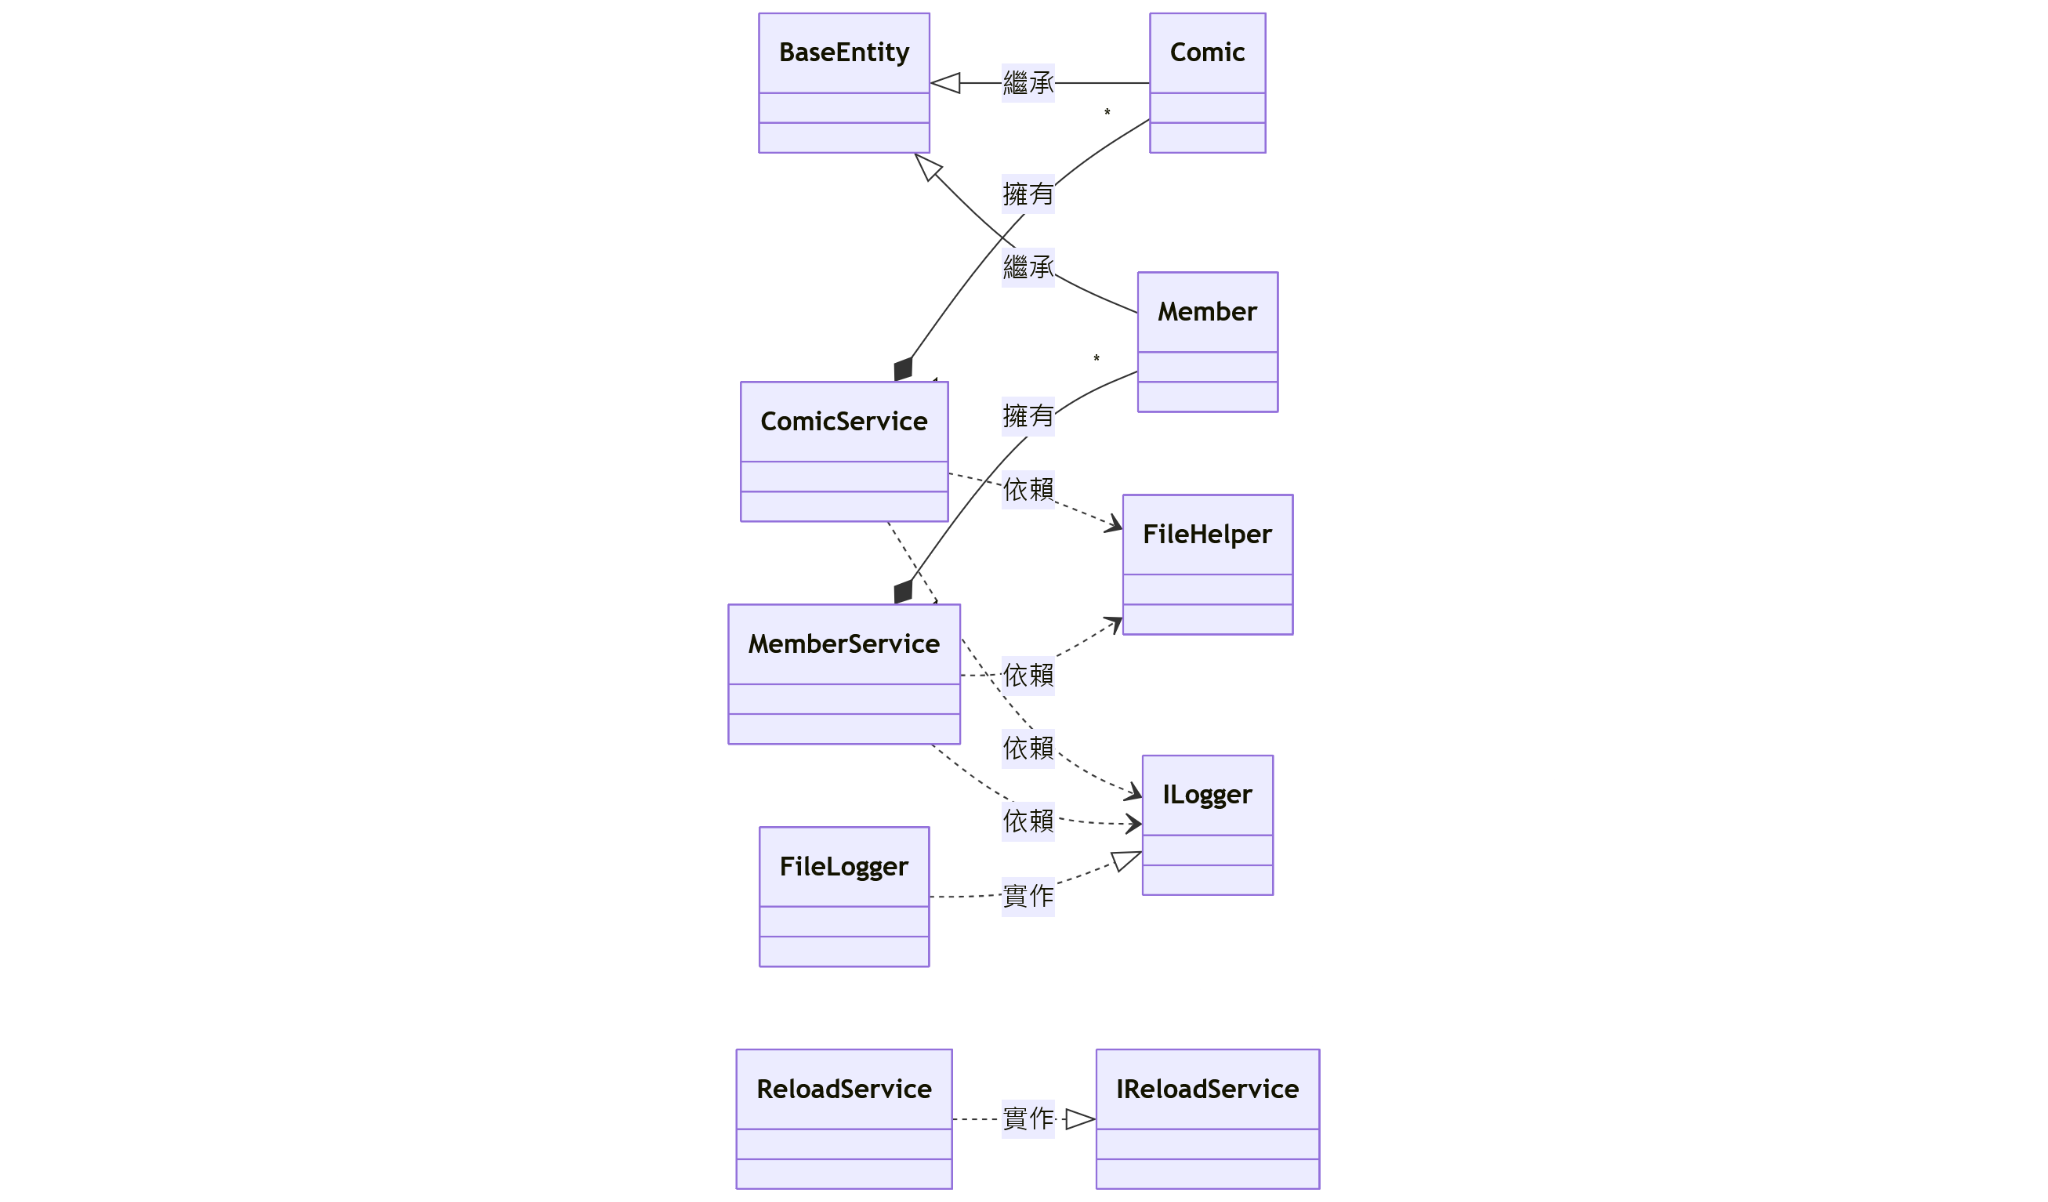 BaseEntity
繼承
Comic
*
擁有
繼承
Member
*
ComicService
擁有
依賴
FileHelper
MemberService
依賴
依賴
ILogger
依賴
FileLogger
實作
ReloadService
實作
IReloadService